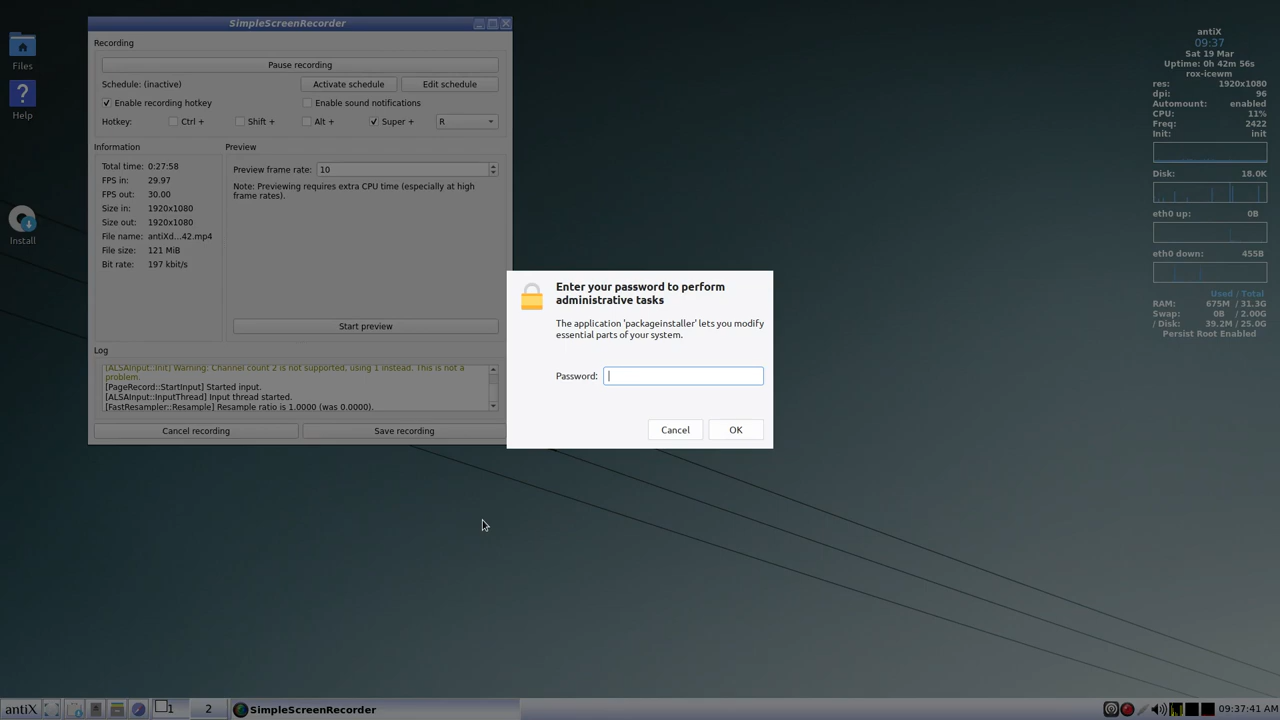 SimpleScreenRecorder
Recording
Pause recording
Schedule: (inactive)
Activate schedule
Edit schedule
Enable recording hotkey
Enable sound notifications
Hotkey:
Ctrl +
Shift +
Alt +
Super +
R
Information
Total time: 0:27:58
FPS in: 29.97
FPS out: 30.00
Size in: 1920x1080
Size out: 1920x1080
File name: antiXd...42.mp4
File size: 121 MiB
Bit rate: 197 kbit/s
Preview
Preview frame rate: 10
Note: Previewing requires extra CPU time (especially at high
frame rates).
Start preview
Log
[ALSAInput::Init] Warning: Channel count 2 is not supported, using 1 instead. This is not a
problem.
[PageRecord::StartInput] Started input.
[ALSAInput::InputThread] Input thread started.
[FastResampler::Resample] Resample ratio is 1.0000 (was 0.0000).
Cancel recording
Save recording
Files
Help
Install
Enter your password to perform
administrative tasks
The application 'packageinstaller' lets you modify
essential parts of your system.
Password:
Cancel
OK
antiX
09:37
Sat 19 Mar
Uptime: 0h 42m 56s
rox-icewm
res: 1920x1080
dpi: 96
Automount: enabled
CPU: 11%
Freq: 2422
Init: init
Disk: 18.0K
eth0 up: 0B
eth0 down: 455B
Used / Total
RAM: 675M / 31.3G
Swap: 0B / 2.00G
/ Disk: 39.2M / 25.0G
Persist Root Enabled
antiX
1
2
SimpleScreenRecorder
09:37:41 AM